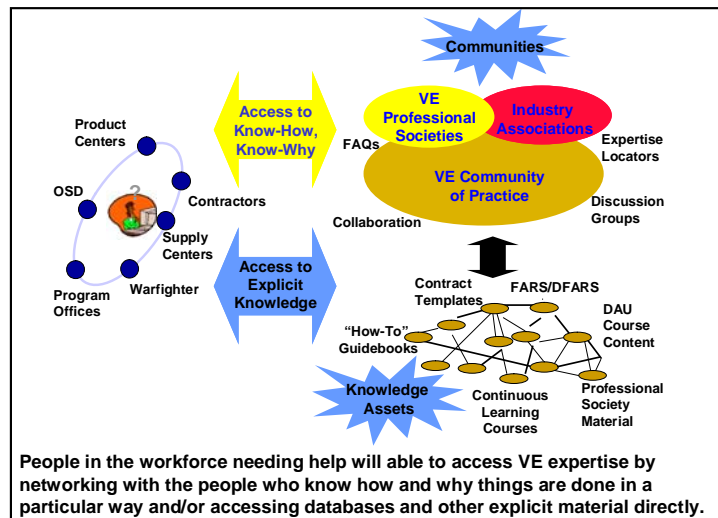 Communities
VE
Professional
Societies
Industry
Associations
Access to
Know-How,
Know-Why
Product
Centers
FAQs
Expertise
Locators
VE Community
of Practice
OSD
Contractors
Discussion
Groups
Collaboration
Supply
Centers
Access to
Explicit
Knowledge
Program
Offices
Warfighter
Contract
Templates
FARS/DFARS
DAU
Course
Content
“How-To”
Guidebooks
Knowledge
Assets
Continuous
Learning
Courses
Professional
Society
Material
People in the workforce needing help will able to access VE expertise by
networking with the people who know how and why things are done in a
particular way and/or accessing databases and other explicit material directly.